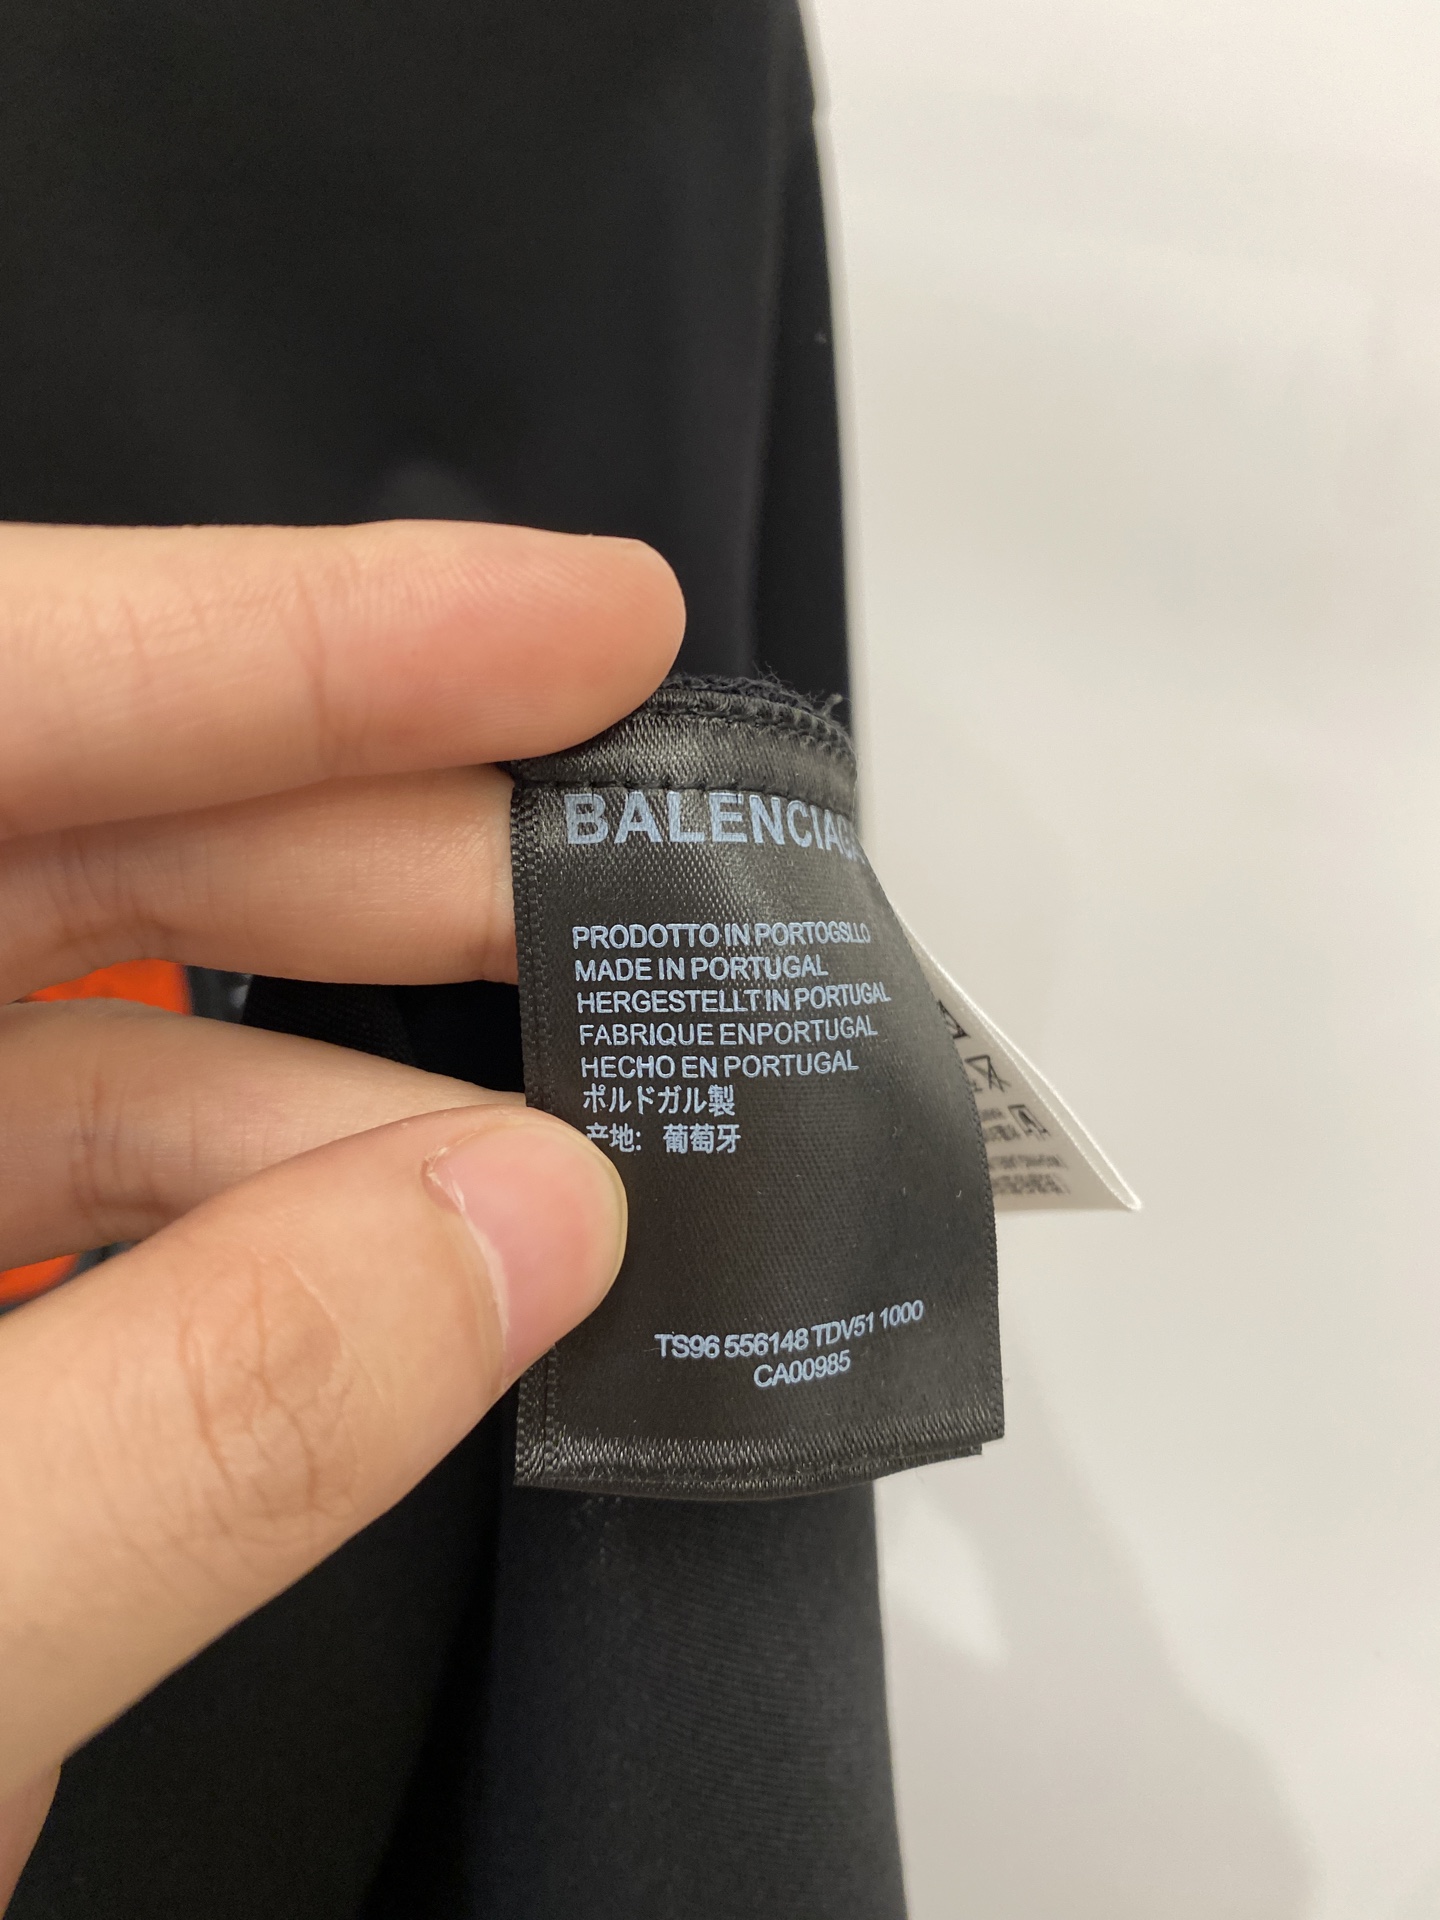 BALENCIAGA
PRODOTTO IN PORTOGSLLO
MADE IN PORTUGAL
HERGESTELLT IN PORTUGAL
FABRIQUE ENPORTUGAL
HECHO EN PORTUGAL
ポルドガル製
产地: 葡萄牙
TS96 556148 TDV51 1000
CA00985